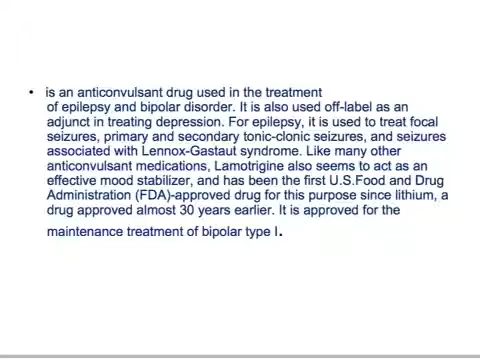 • is an anticonvulsant drug used in the treatment
of epilepsy and bipolar disorder. It is also used off-label as an
adjunct in treating depression. For epilepsy, it is used to treat focal
seizures, primary and secondary tonic-clonic seizures, and seizures
associated with Lennox-Gastaut syndrome. Like many other
anticonvulsant medications, Lamotrigine also seems to act as an
effective mood stabilizer, and has been the first U.S.Food and Drug
Administration (FDA)-approved drug for this purpose since lithium, a
drug approved almost 30 years earlier. It is approved for the
maintenance treatment of bipolar type I.